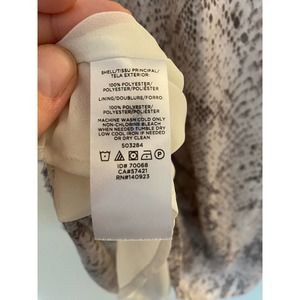 SHELL/TISSU PRINCIPAL/
TELA EXTERIOR:
100% POLYESTER/
POLYESTER/POLIÉSTER
LINING/DOUBLURE/FORRO
100% POLYESTER/
POLYESTER/POLIÉSTER
MACHINE WASH COLD ONLY
NON-CHLORINE BLEACH
WHEN NEEDED TUMBLE DRY
LOW COOL IRON IF NEEDED
OR DRY CLEAN
503284
ID# 70068
CA#57421
RN#140923